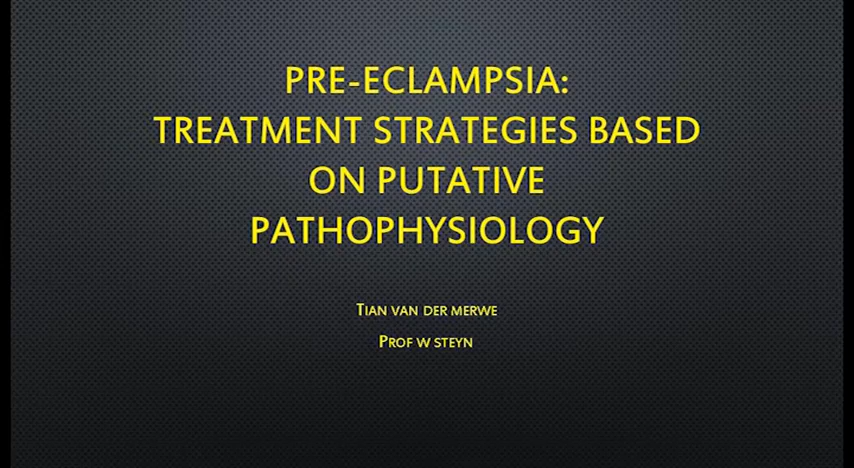 PRE-ECLAMPSIA:
TREATMENT STRATEGIES BASED
ON PUTATIVE
PATHOPHYSIOLOGY
TIAN VAN DER MERWE
PROF W STEYN